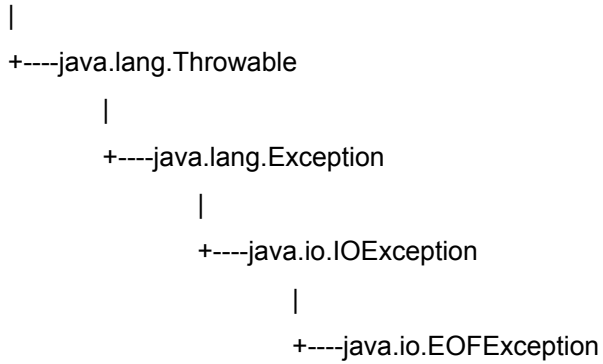 |
+----java.lang.Throwable
|
+----java.lang.Exception
|
+----java.io.IOException
|
+----java.io.EOFException